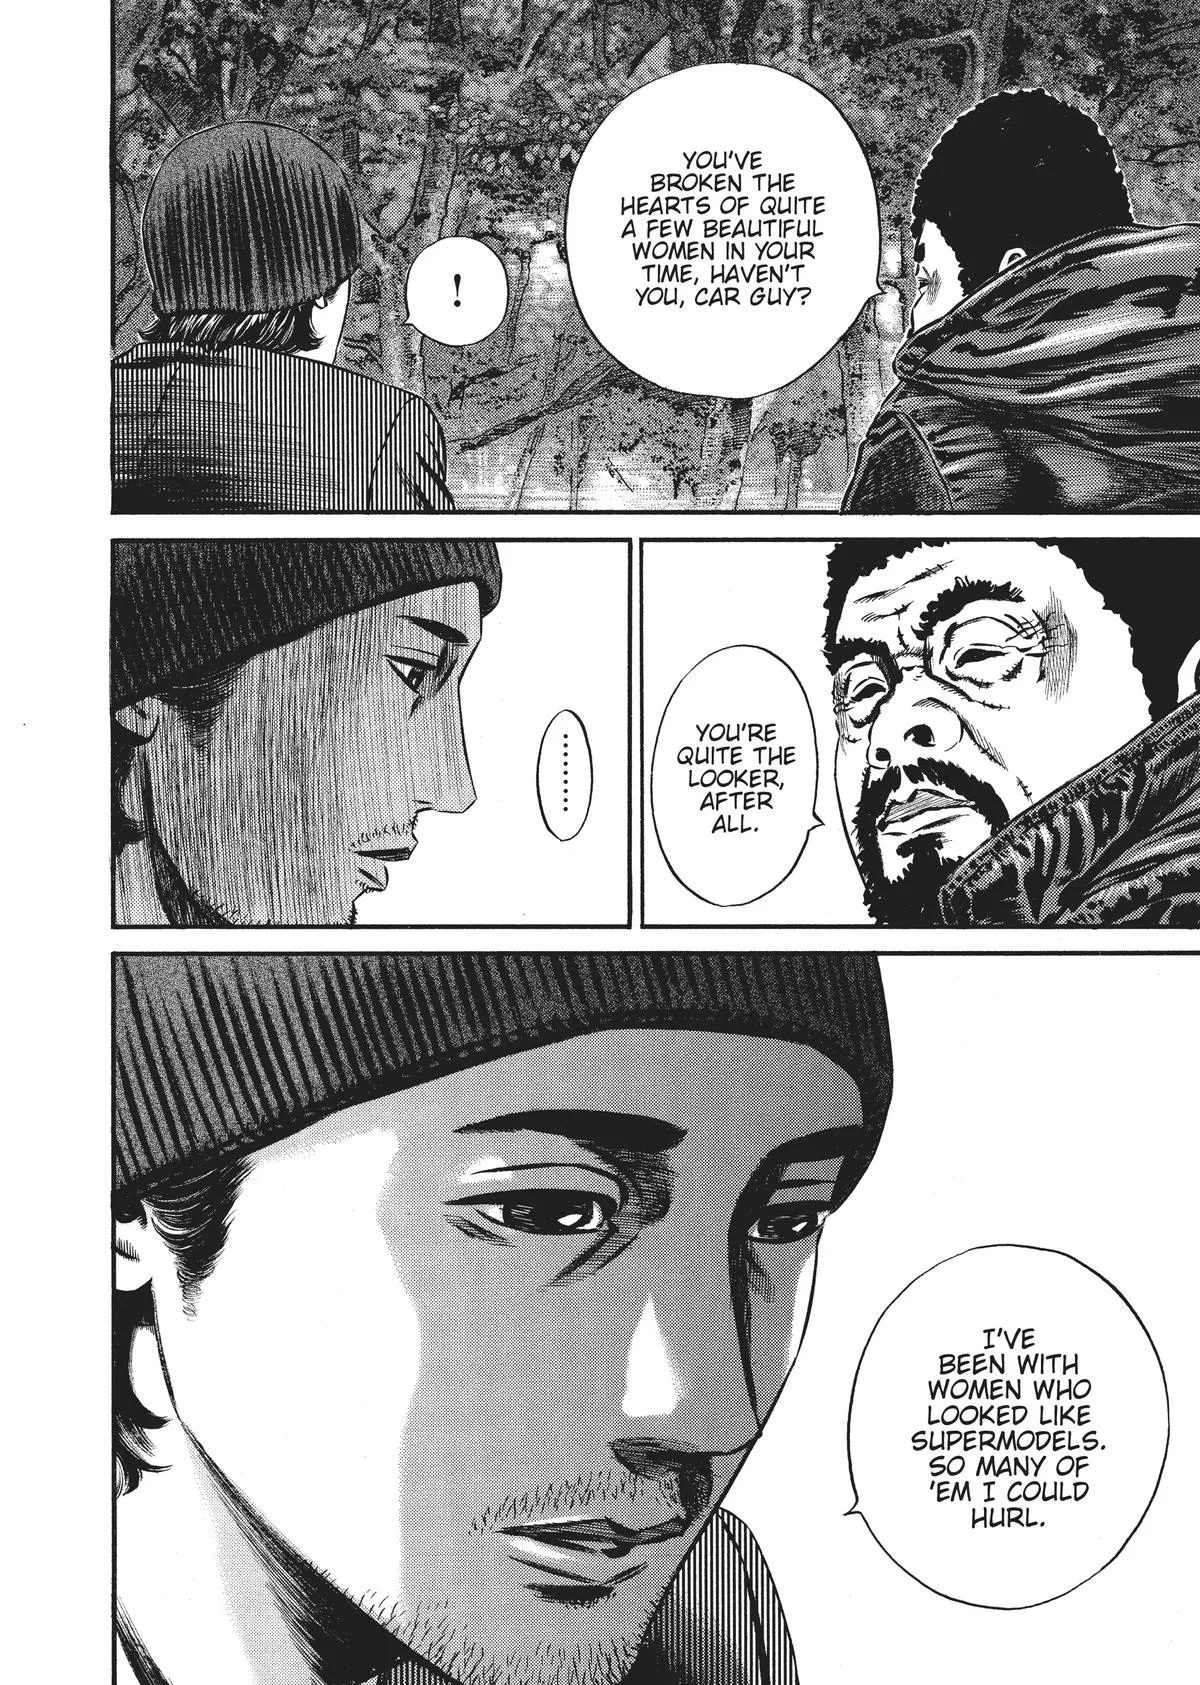 YOU'VE
BROKEN THE
HEARTS OF QUITE
A FEW BEAUTIFUL
WOMEN IN YOUR
TIME, HAVEN'T
YOU, CAR GUY?
!
YOU'RE
QUITE THE
LOOKER,
AFTER
ALL.
........
I'VE
BEEN WITH
WOMEN WHO
LOOKED LIKE
SUPERMODELS.
SO MANY OF
'EM I COULD
HURL.